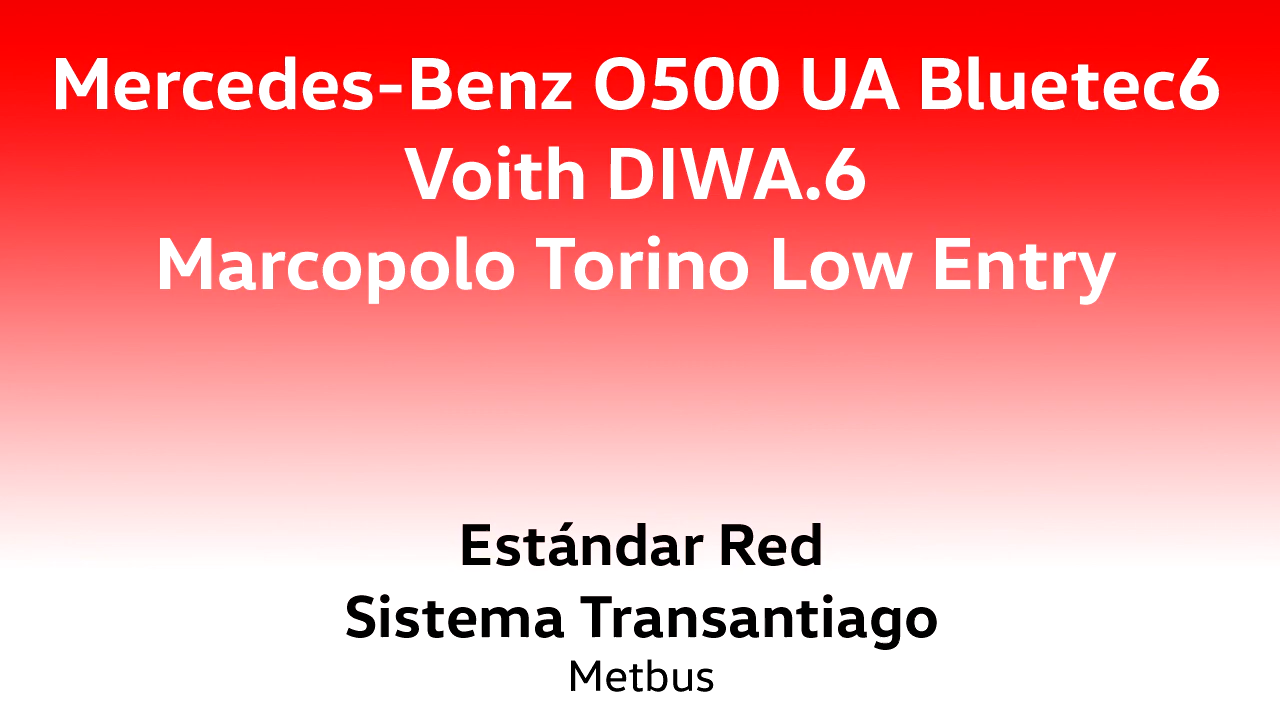 Mercedes-Benz O500 UA Bluetec6
Voith DIWA.6
Marcopolo Torino Low Entry
Estándar Red
Sistema Transantiago
Metbus